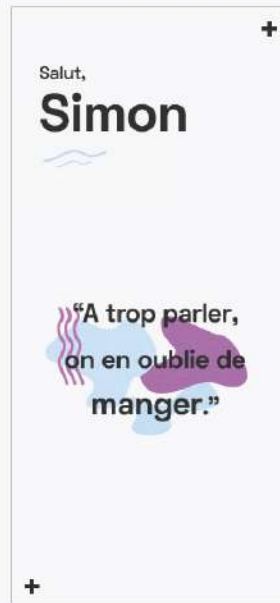 Salut,
Simon
“A trop parler,
on en oublie de
manger.”